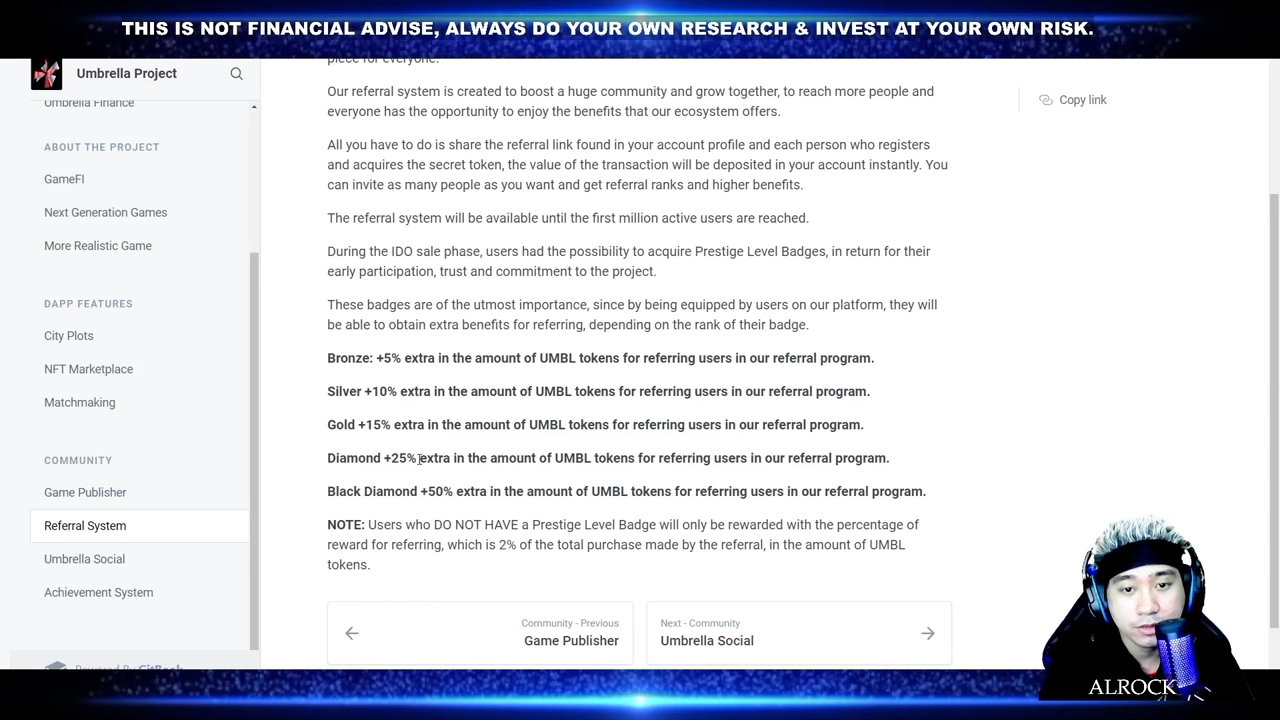 THIS IS NOT FINANCIAL ADVISE, ALWAYS DO YOUR OWN RESEARCH & INVEST AT YOUR OWN RISK.
Umbrella Project
Umbrella Finance
ABOUT THE PROJECT
GameFI
Next Generation Games
More Realistic Game
DAPP FEATURES
City Plots
NFT Marketplace
Matchmaking
COMMUNITY
Game Publisher
Referral System
Umbrella Social
Achievement System
Powered By GitBook
piece for everyone.
Our referral system is created to boost a huge community and grow together, to reach more people and
everyone has the opportunity to enjoy the benefits that our ecosystem offers.
All you have to do is share the referral link found in your account profile and each person who registers
and acquires the secret token, the value of the transaction will be deposited in your account instantly. You
can invite as many people as you want and get referral ranks and higher benefits.
The referral system will be available until the first million active users are reached.
During the IDO sale phase, users had the possibility to acquire Prestige Level Badges, in return for their
early participation, trust and commitment to the project.
These badges are of the utmost importance, since by being equipped by users on our platform, they will
be able to obtain extra benefits for referring, depending on the rank of their badge.
Bronze: +5% extra in the amount of UMBL tokens for referring users in our referral program.
Silver +10% extra in the amount of UMBL tokens for referring users in our referral program.
Gold +15% extra in the amount of UMBL tokens for referring users in our referral program.
Diamond +25% extra in the amount of UMBL tokens for referring users in our referral program.
Black Diamond +50% extra in the amount of UMBL tokens for referring users in our referral program.
NOTE: Users who DO NOT HAVE a Prestige Level Badge will only be rewarded with the percentage of
reward for referring, which is 2% of the total purchase made by the referral, in the amount of UMBL
tokens.
Community - Previous
Game Publisher
Next - Community
Umbrella Social
Copy link
ALROCK